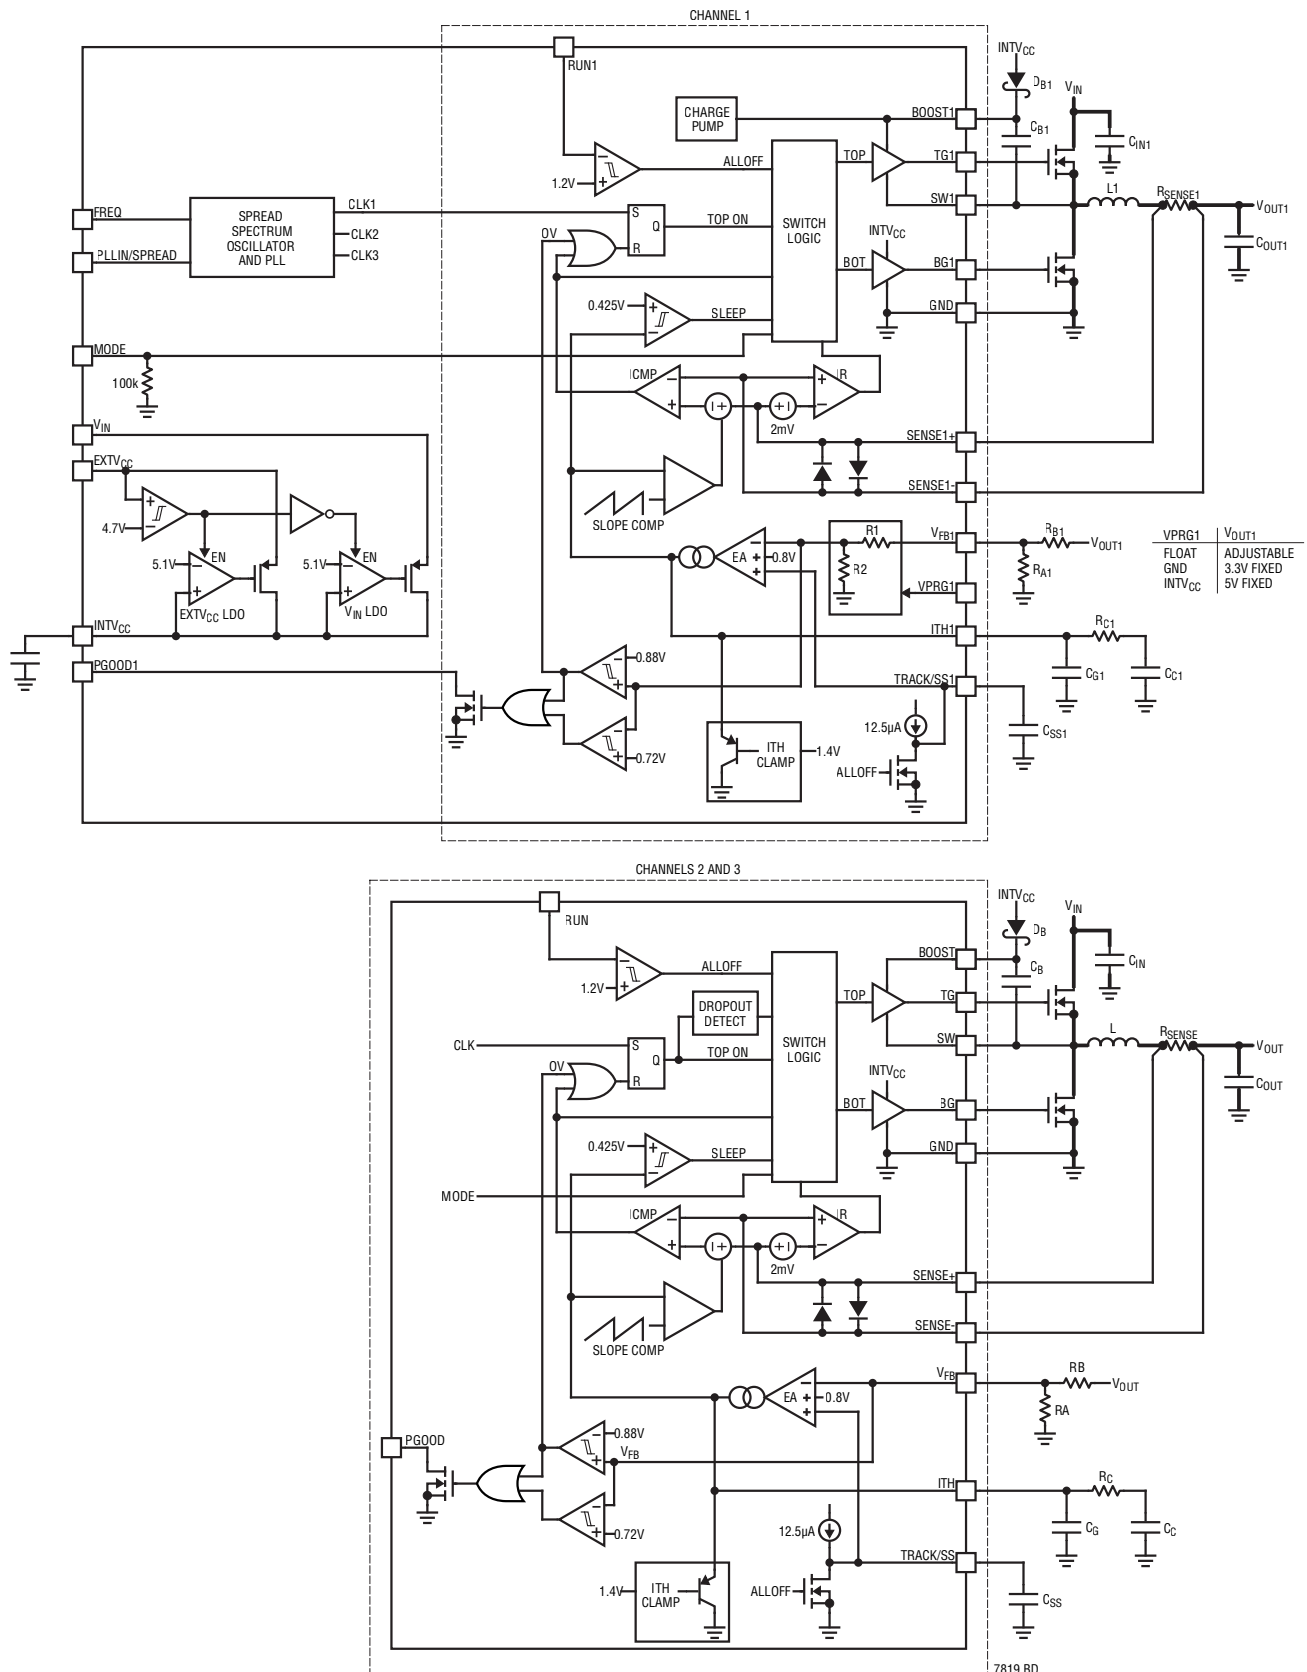 CHANNEL 1
RUN1
INTVCC
DB1
VIN
CHARGE
PUMP
BOOST1
CB1
CIN1
ALLOFF
TOP
TG1
1.2V
FREQ
SPREAD
SPECTRUM
OSCILLATOR
AND PLL
CLK1
CLK2
CLK3
S
Q
R
TOP ON
SWITCH
LOGIC
SW1
L1
RSENSE1
VOUT1
COUT1
OV
INTVCC
PLLIN/SPREAD
BOT
BG1
0.425V
SLEEP
GND
MODE
100k
ICMP
IR
2mV
VIN
SENSE1+
EXTVCC
4.7V
SLOPE COMP
SENSE1-
5.1V
EN
EXTVCC LDO
5.1V
EN
VIN LDO
EA
0.8V
R1
R2
VFB1
RB1
VOUT1
RA1
VPRG1
VPRG1 VOUT1
FLOAT ADJUSTABLE
GND 3.3V FIXED
INTVCC 5V FIXED
INTVCC
ITH1
RC1
CG1
CC1
PGOOD1
0.88V
0.72V
TRACK/SS1
12.5µA
CSS1
ITH
CLAMP
1.4V
ALLOFF
CHANNELS 2 AND 3
RUN
INTVCC
DB
VIN
BOOST
CB
CIN
ALLOFF
1.2V
DROPOUT
DETECT
TOP
TG
CLK
S
Q
R
TOP ON
SWITCH
LOGIC
SW
L
RSENSE
VOUT
COUT
OV
INTVCC
BOT
BG
0.425V
SLEEP
GND
MODE
ICMP
IR
2mV
SENSE+
SLOPE COMP
SENSE-
EA
0.8V
VFB
RB
VOUT
RA
PGOOD
0.88V
VFB
0.72V
ITH
RC
CG
CC
12.5µA
TRACK/SS
1.4V
ITH
CLAMP
ALLOFF
CSS
7819 BD